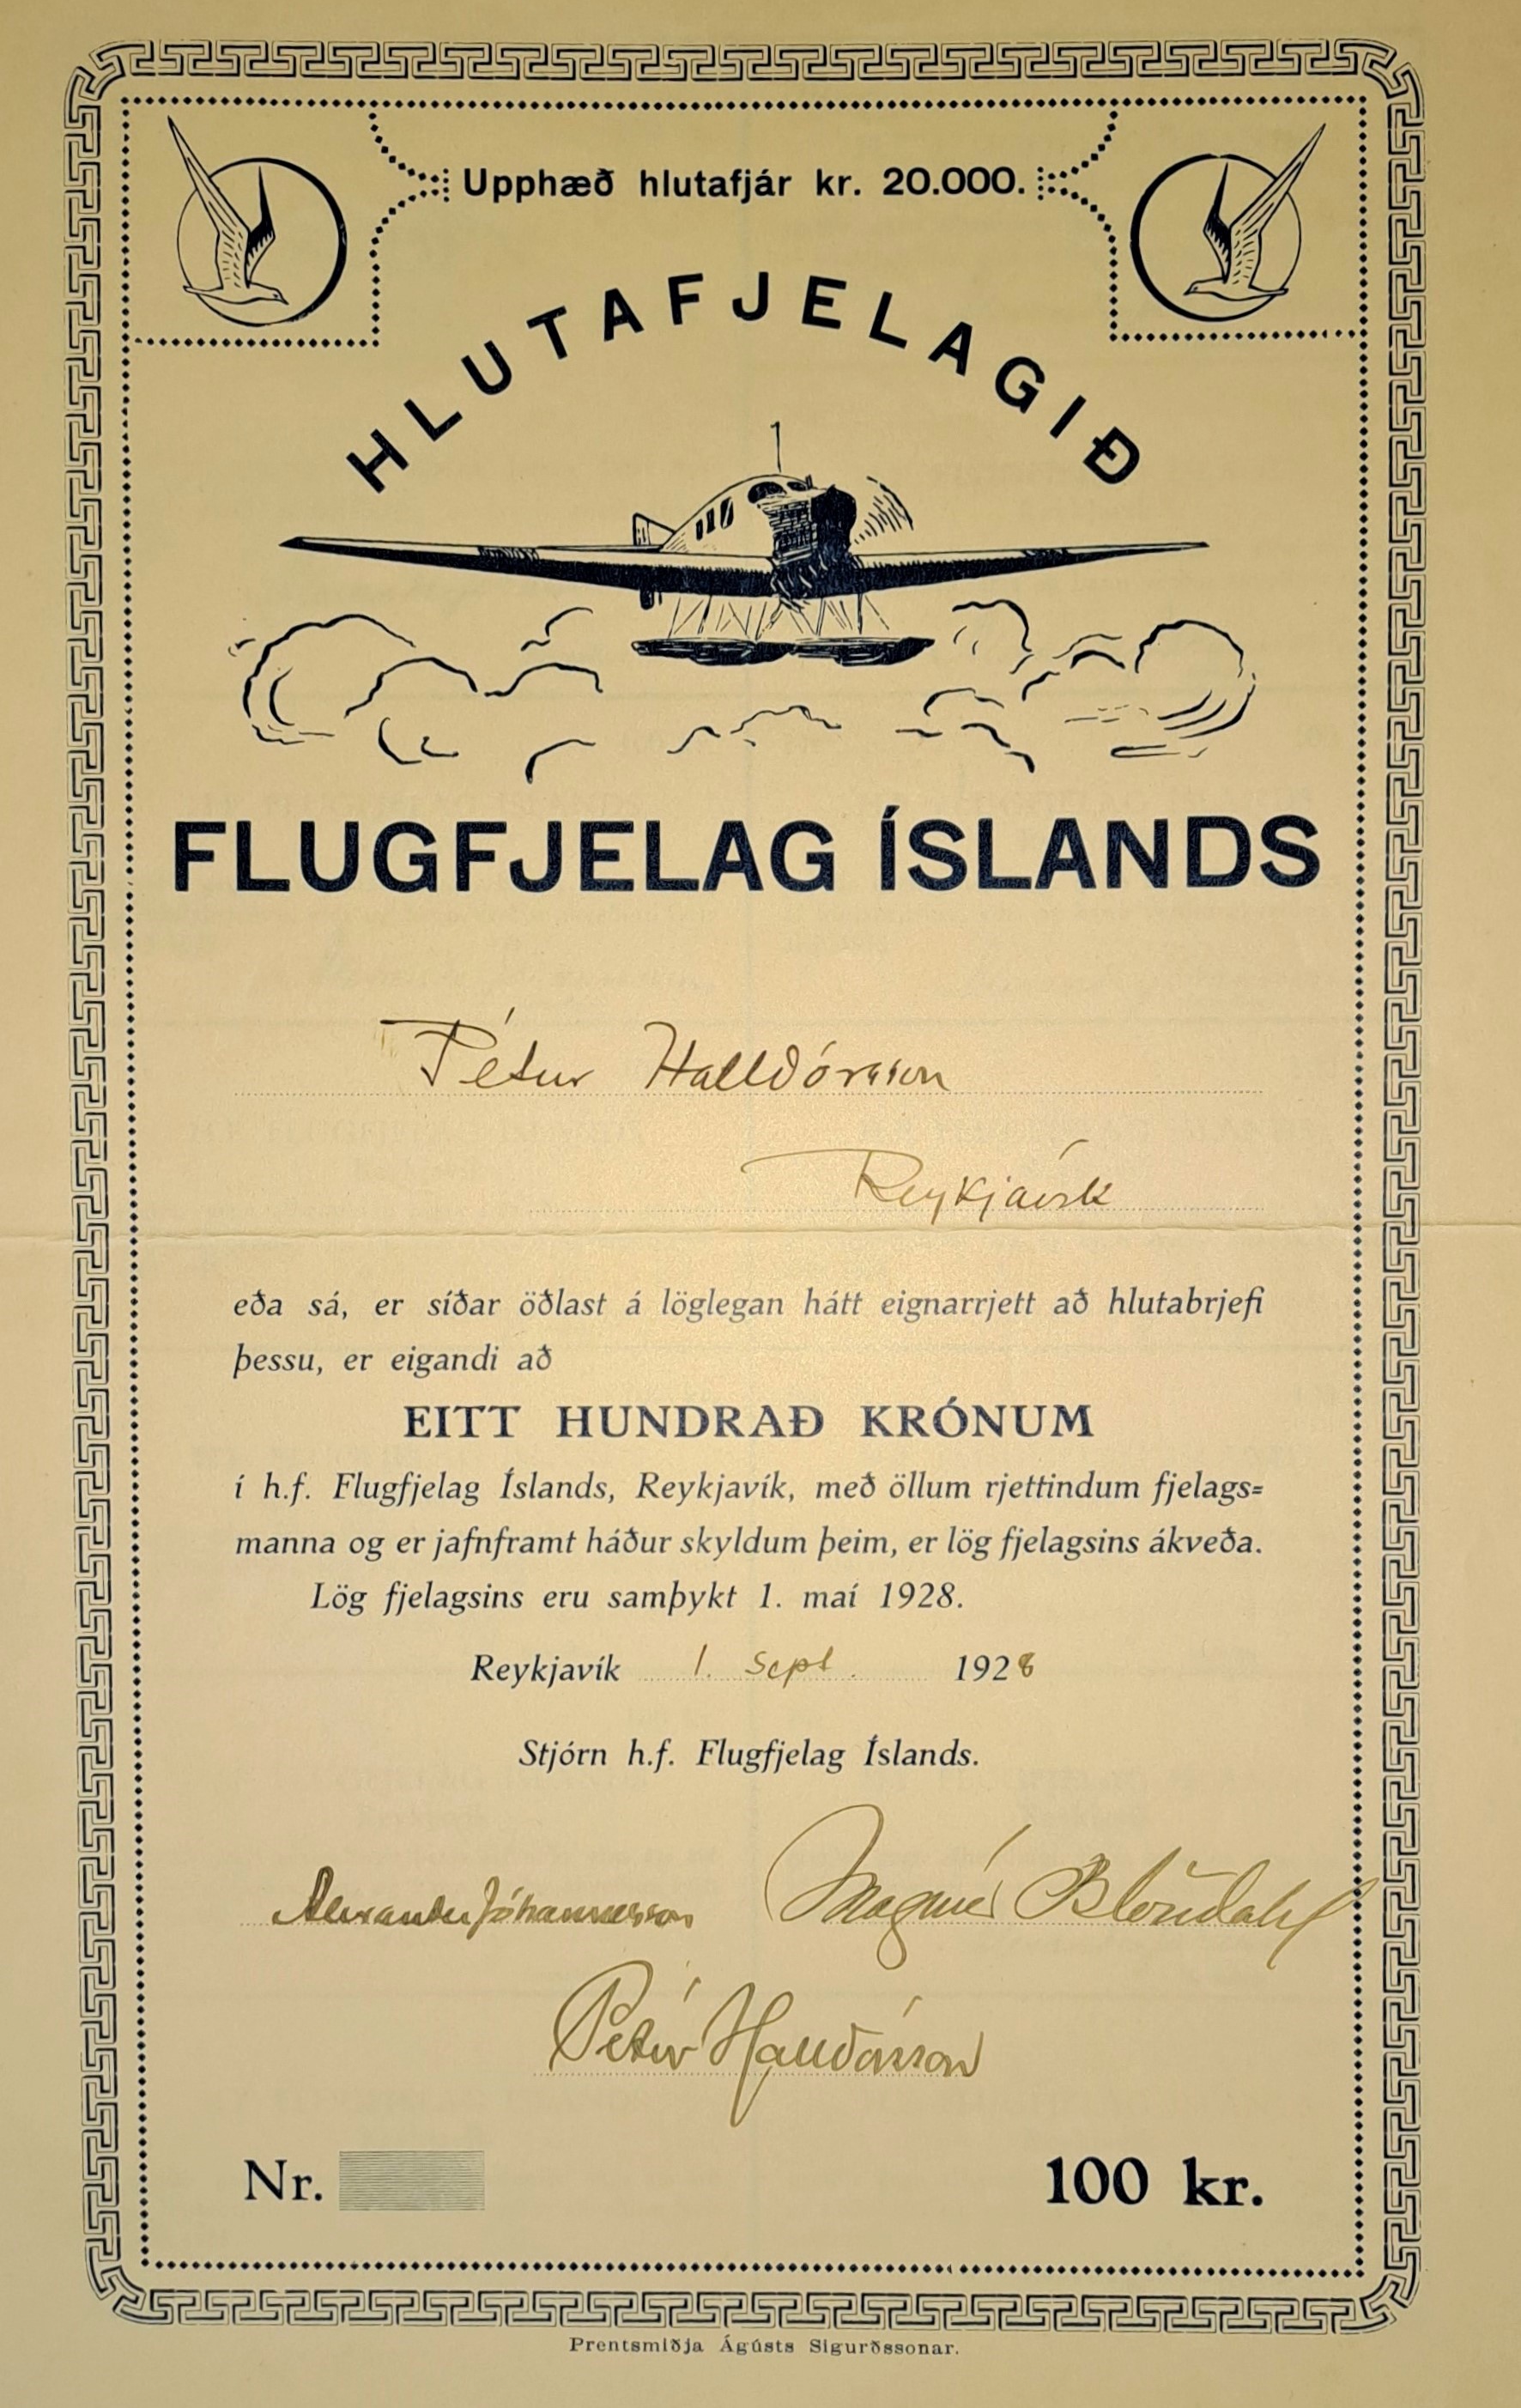 Upphæð hlutafjár kr. 20.000.
HLUTAFJELAGIÐ
FLUGFJELAG ÍSLANDS
Pétur Halldórsson
Reykjavík
eða sá, er síðar öðlast á löglegan hátt eignarrjett að hlutabrjefi
þessu, er eigandi að
EITT HUNDRAÐ KRÓNUM
í h.f. Flugfjelag Íslands, Reykjavík, með öllum rjettindum fjelags=
manna og er jafnframt háður skyldum þeim, er lög fjelagsins ákveða.
Lög fjelagsins eru samþykt 1. maí 1928.
Reykjavík 1. sept. 1928
Stjórn h.f. Flugfjelag Íslands.
Alexander Jóhannesson Magnús Blöndahl
Pétur Halldórsson
Nr. 100 kr.
Prentsmiðja Ágústs Sigurðssonar.